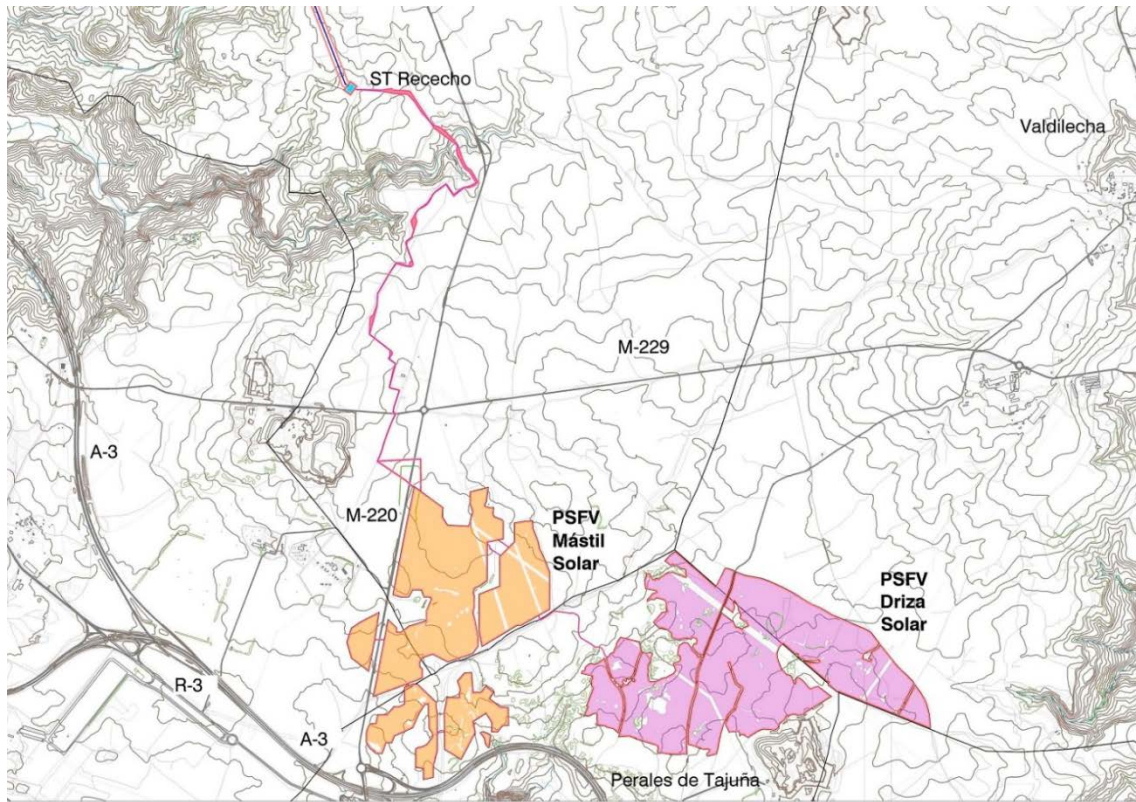 ST Rececho
Valdilecha
M-229
A-3
M-220
PSFV
Mástil
Solar
PSFV
Driza
Solar
R-3
A-3
Perales de Tajuña